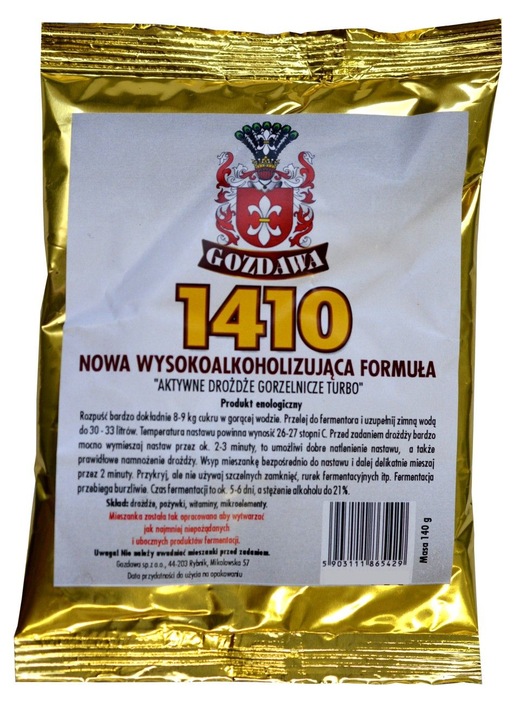 GOZDAWA
1410
NOWA WYSOKOALKOHOLIZUJĄCA FORMUŁA
"AKTYWNE DROŻDŻE GORZELNICZE TURBO"
Produkt enologiczny
Rozpuść bardzo dokładnie 8-9 kg cukru w gorącej wodzie. Przelej do fermentora i uzupełnij zimną wodą
do 30 - 33 litrów. Temperatura nastawu powinna wynosić 26-27 stopni C. Przed zadaniem drożdży bardzo
mocno wymieszaj nastaw przez ok. 2-3 minuty, to umożliwi dobre natlenienie nastawu, a także
prawidłowe namnożenie drożdży. Wsyp mieszankę bezpośrednio do nastawu i dalej delikatnie mieszaj
przez 2 minuty. Przykryj, ale nie używaj szczelnych zamknięć, rurek fermentacyjnych itp. Fermentacja
przebiega burzliwie. Czas fermentacji to ok. 5-6 dni, a stężenie alkoholu do 21%.
Skład: drożdże, pożywki, witaminy, mikroelementy.
Mieszanka została tak opracowana aby wytwarzać
jak najmniej niepożądanych
i ubocznych produktów fermentacji.
Uwaga! Nie należy uwadniać mieszanki przed zadaniem.
Gozdawa sp.z o.o., 44-203 Rybnik, Mikołowska 57
Data przydatności do użycia na opakowaniu
5903111865429
Masa 140 g